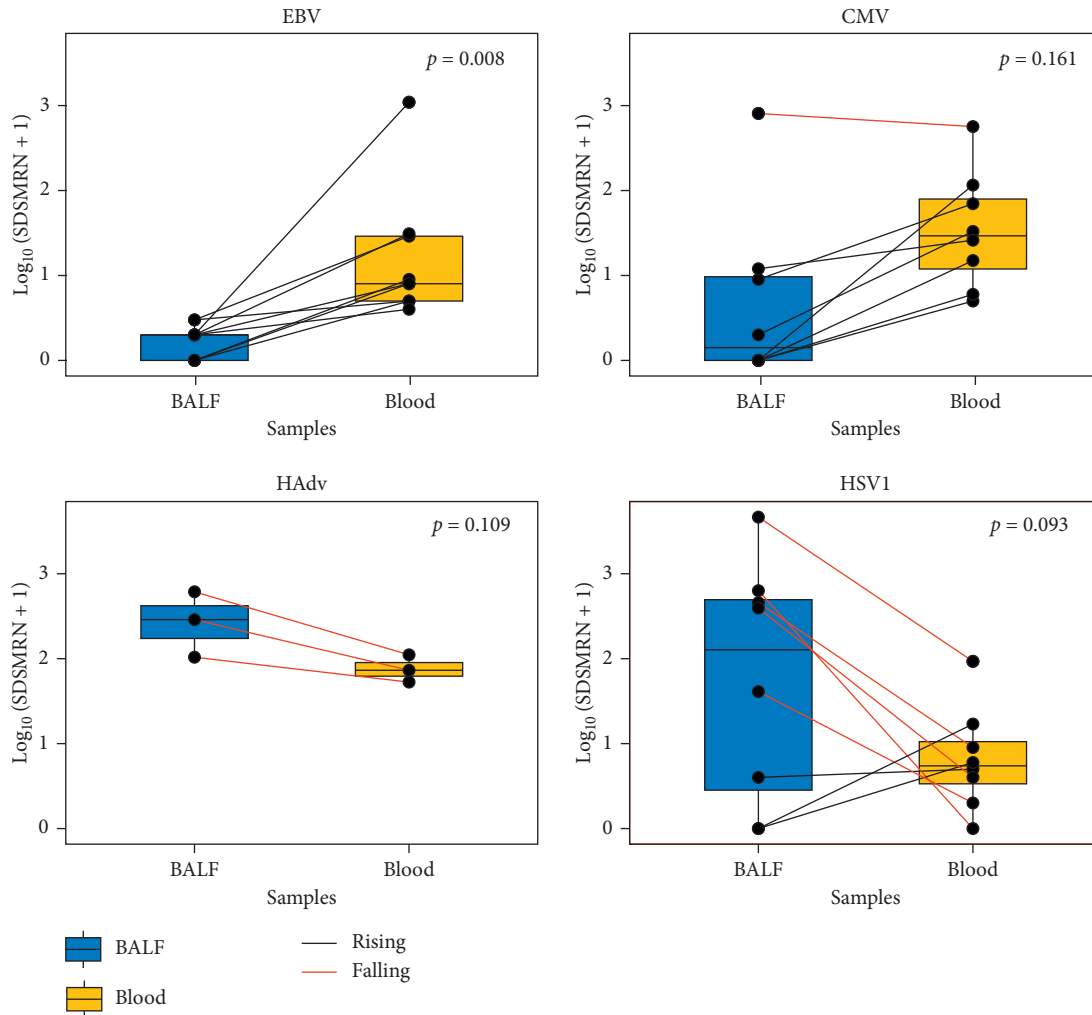 EBV
p = 0.008
Log10 (SDSMRN + 1)
3
2
1
0
BALF
Blood
Samples
CMV
p = 0.161
Log10 (SDSMRN + 1)
3
2
1
0
BALF
Blood
Samples
HAdv
p = 0.109
Log10 (SDSMRN + 1)
3
2
1
0
BALF
Blood
Samples
HSV1
p = 0.093
Log10 (SDSMRN + 1)
3
2
1
0
BALF
Blood
Samples
BALF
Blood
Rising
Falling